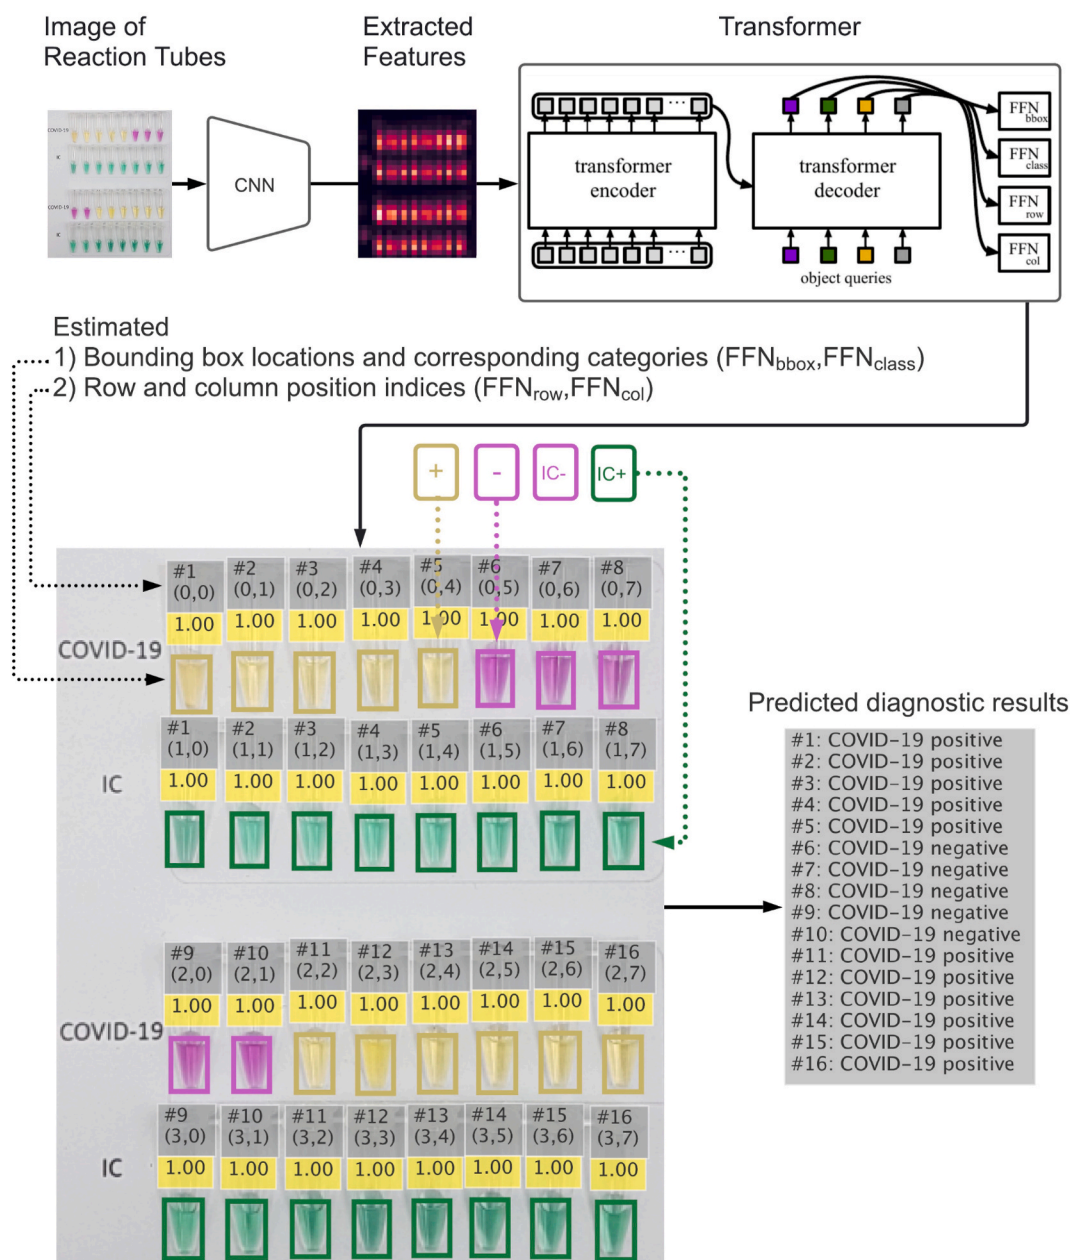 Image of
Reaction Tubes
Extracted
Features
Transformer
COVID-19
IC
COVID-19
IC
CNN
transformer
encoder
transformer
decoder
object queries
FFN bbox
FFN class
FFN row
FFN col
Estimated
1) Bounding box locations and corresponding categories (FFNbbox,FFNclass)
2) Row and column position indices (FFNrow,FFNcol)
+ - IC- IC+
#1 #2 #3 #4 #5 #6 #7 #8
(0,0) (0,1) (0,2) (0,3) (0,4) (0,5) (0,6) (0,7)
1.00 1.00 1.00 1.00 1.00 1.00 1.00 1.00
COVID-19
#1 #2 #3 #4 #5 #6 #7 #8
(1,0) (1,1) (1,2) (1,3) (1,4) (1,5) (1,6) (1,7)
IC 1.00 1.00 1.00 1.00 1.00 1.00 1.00 1.00
#9 #10 #11 #12 #13 #14 #15 #16
(2,0) (2,1) (2,2) (2,3) (2,4) (2,5) (2,6) (2,7)
1.00 1.00 1.00 1.00 1.00 1.00 1.00 1.00
COVID-19
#9 #10 #11 #12 #13 #14 #15 #16
(3,0) (3,1) (3,2) (3,3) (3,4) (3,5) (3,6) (3,7)
IC 1.00 1.00 1.00 1.00 1.00 1.00 1.00 1.00
Predicted diagnostic results
#1: COVID-19 positive
#2: COVID-19 positive
#3: COVID-19 positive
#4: COVID-19 positive
#5: COVID-19 positive
#6: COVID-19 negative
#7: COVID-19 negative
#8: COVID-19 negative
#9: COVID-19 negative
#10: COVID-19 negative
#11: COVID-19 positive
#12: COVID-19 positive
#13: COVID-19 positive
#14: COVID-19 positive
#15: COVID-19 positive
#16: COVID-19 positive